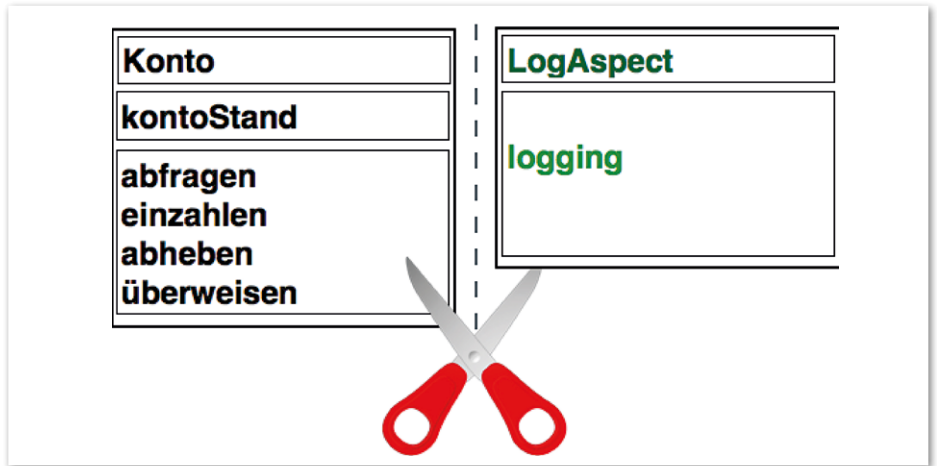 Konto
kontoStand
abfragen
einzahlen
abheben
überweisen
LogAspect
logging